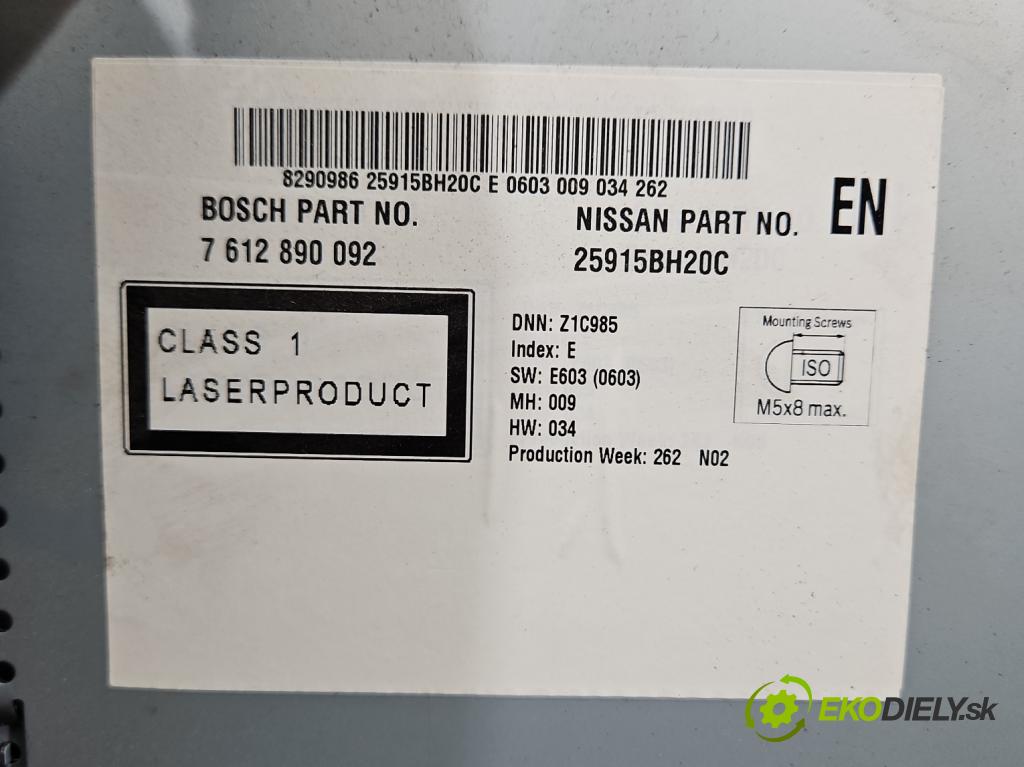 8290986 25915BH20C E 0603 009 034 262
BOSCH PART NO.
7 612 890 092
NISSAN PART NO.
25915BH20C
EN
CLASS 1
LASERPRODUCT
DNN: Z1C985
Index: E
SW: E603 (0603)
MH: 009
HW: 034
Production Week: 262 N02
Mounting Screws
ISO
M5x8 max.
EKODIELY.sk